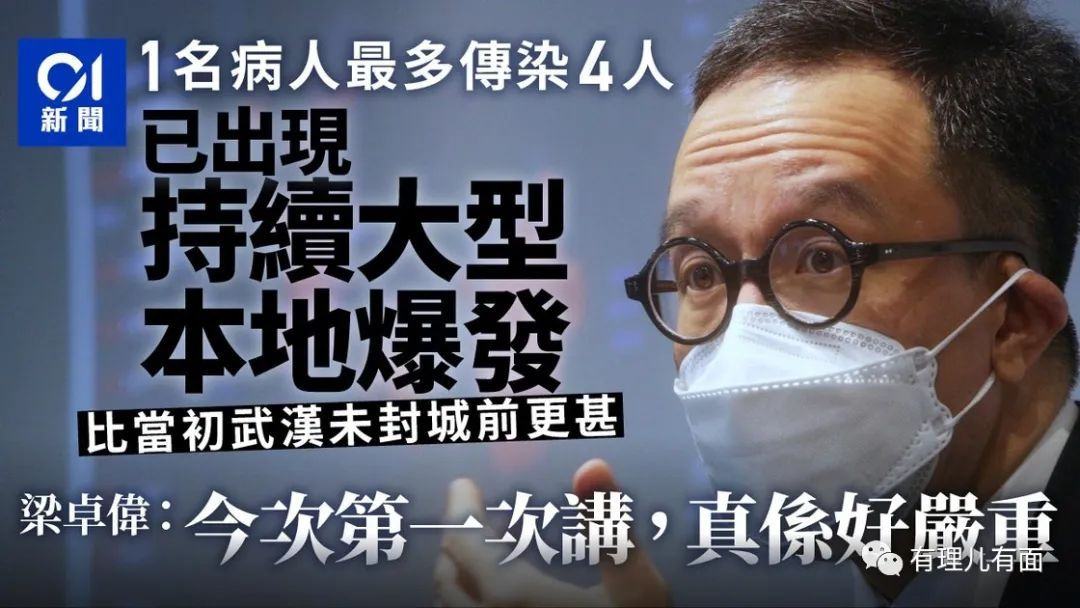 01
新聞
1名病人最多傳染4人
已出現
持續大型
本地爆發
比當初武漢未封城前更甚
梁卓偉：今次第一次講，真係好嚴重
有理儿有面